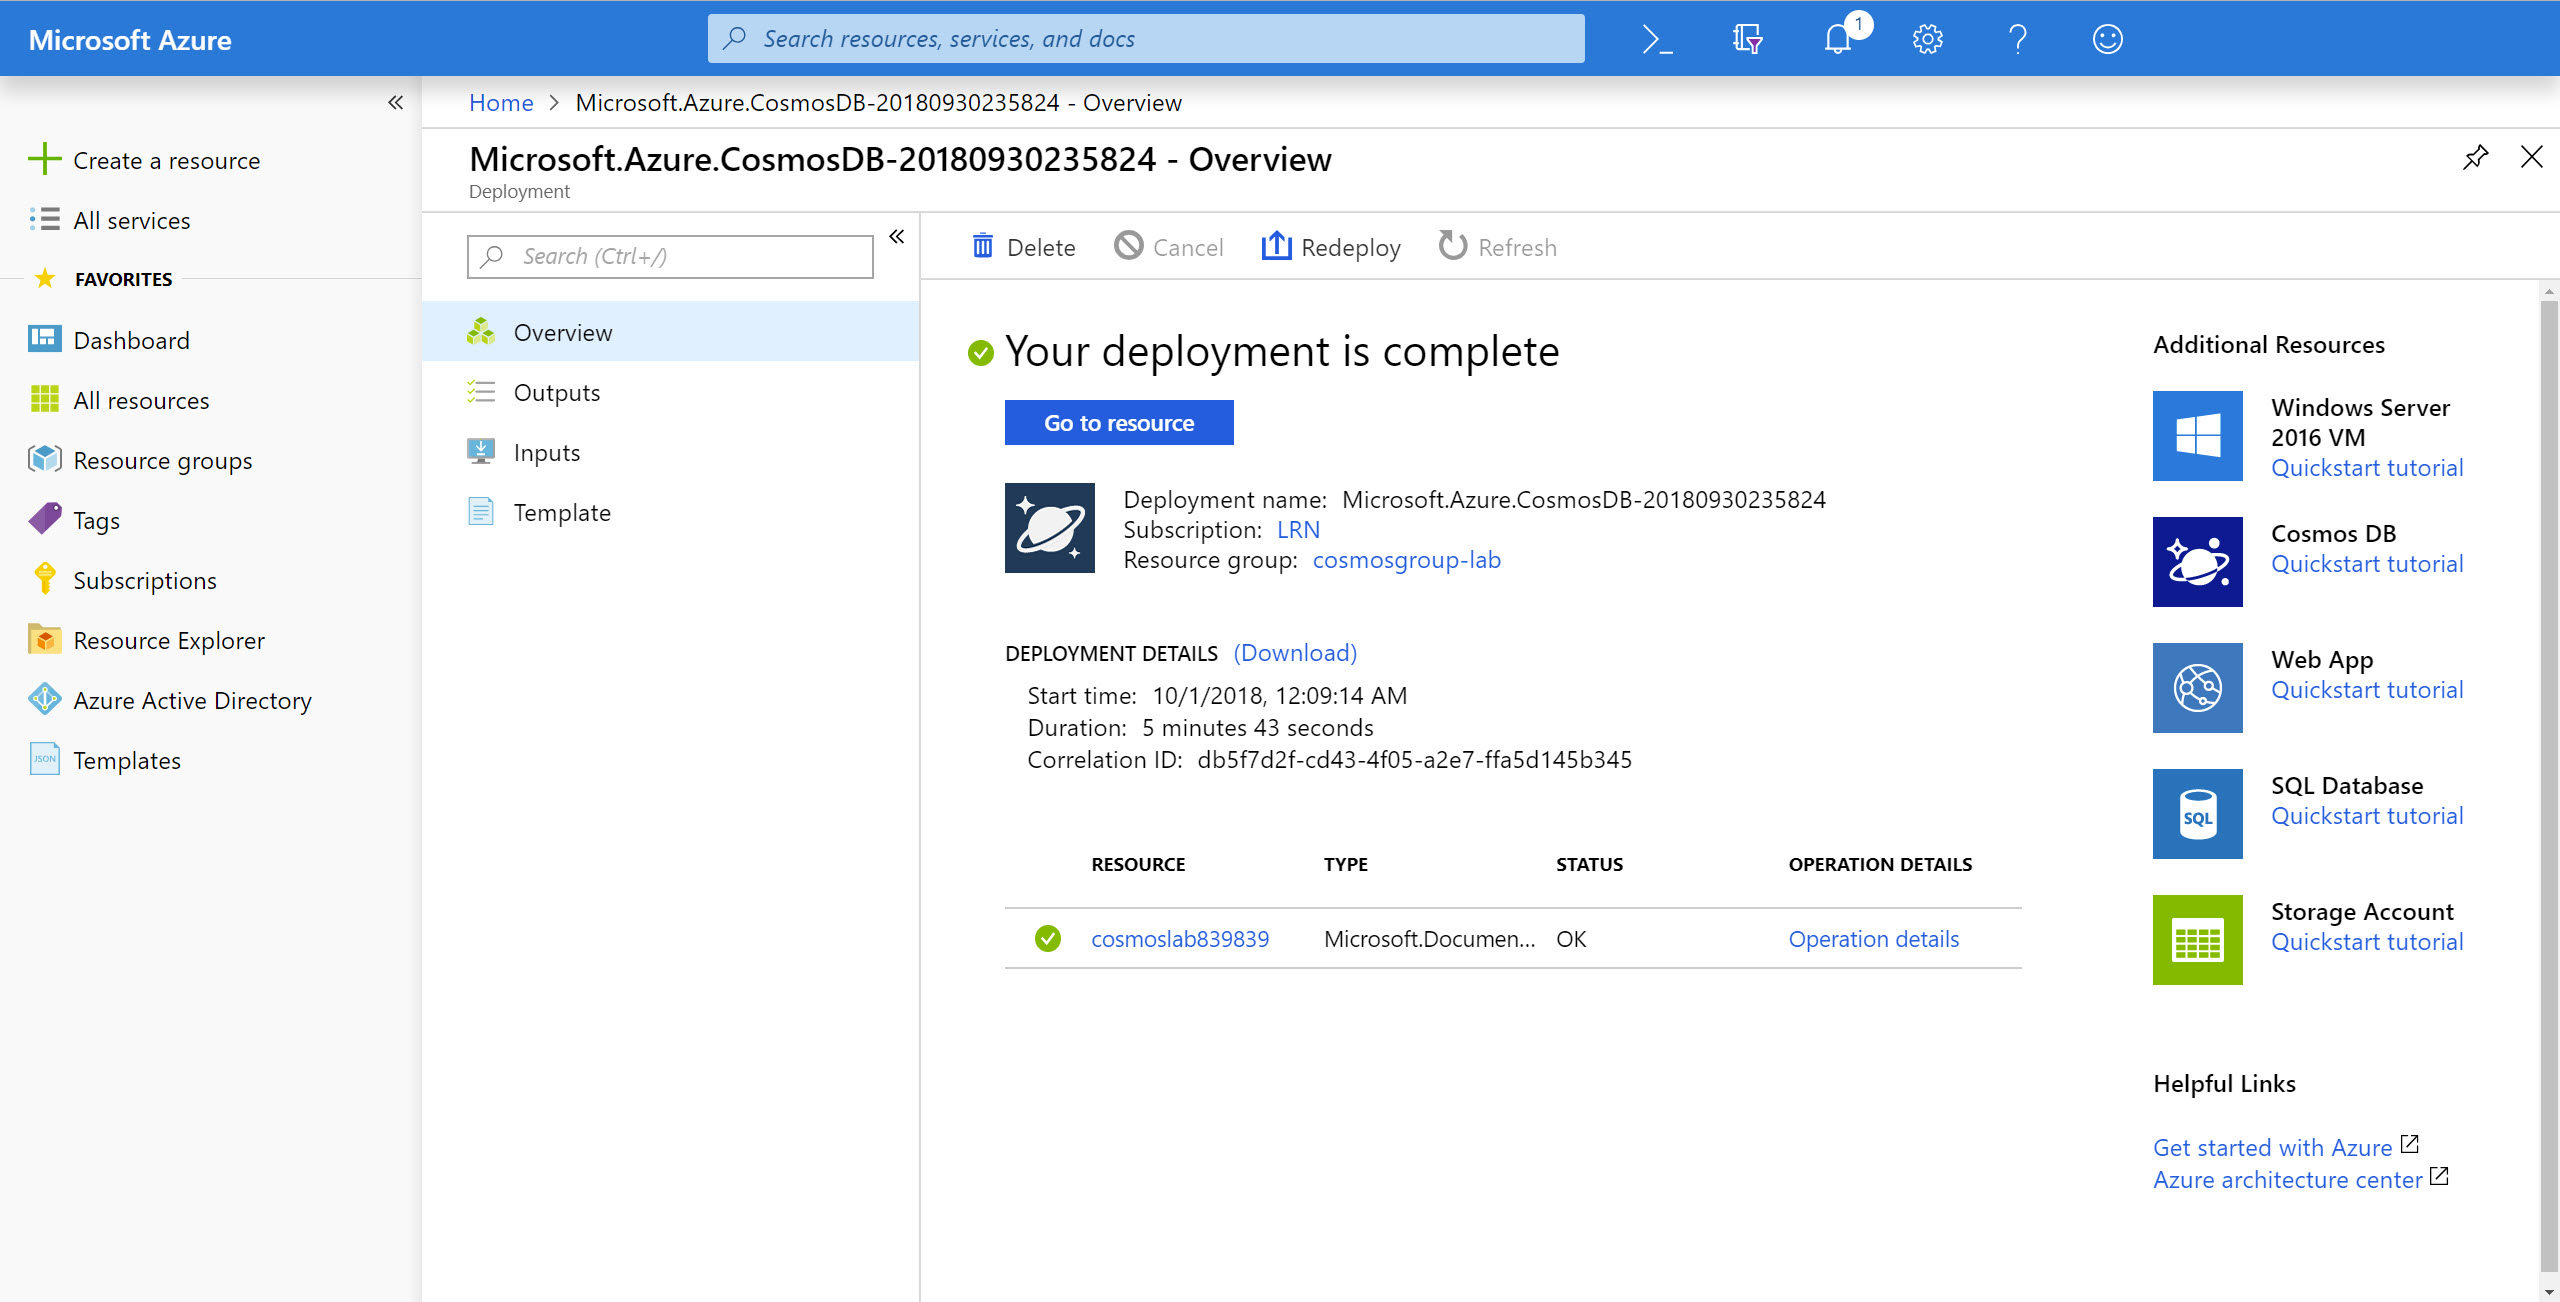 Microsoft Azure
Search resources, services, and docs
1
Home > Microsoft.Azure.CosmosDB-20180930235824 - Overview
Create a resource
All services
FAVORITES
Dashboard
All resources
Resource groups
Tags
Subscriptions
Resource Explorer
Azure Active Directory
JSON
Templates
Microsoft.Azure.CosmosDB-20180930235824 - Overview
Deployment
Search (Ctrl+/)
Overview
Outputs
Inputs
Template
Delete
Cancel
Redeploy
Refresh
Your deployment is complete
Go to resource
Deployment name: Microsoft.Azure.CosmosDB-20180930235824
Subscription: LRN
Resource group: cosmosgroup-lab
DEPLOYMENT DETAILS (Download)
Start time: 10/1/2018, 12:09:14 AM
Duration: 5 minutes 43 seconds
Correlation ID: db5f7d2f-cd43-4f05-a2e7-ffa5d145b345
RESOURCE TYPE STATUS OPERATION DETAILS
cosmoslab839839 Microsoft.Documen... OK Operation details
Additional Resources
Windows Server
2016 VM
Quickstart tutorial
Cosmos DB
Quickstart tutorial
Web App
Quickstart tutorial
SQL
SQL Database
Quickstart tutorial
Storage Account
Quickstart tutorial
Helpful Links
Get started with Azure
Azure architecture center